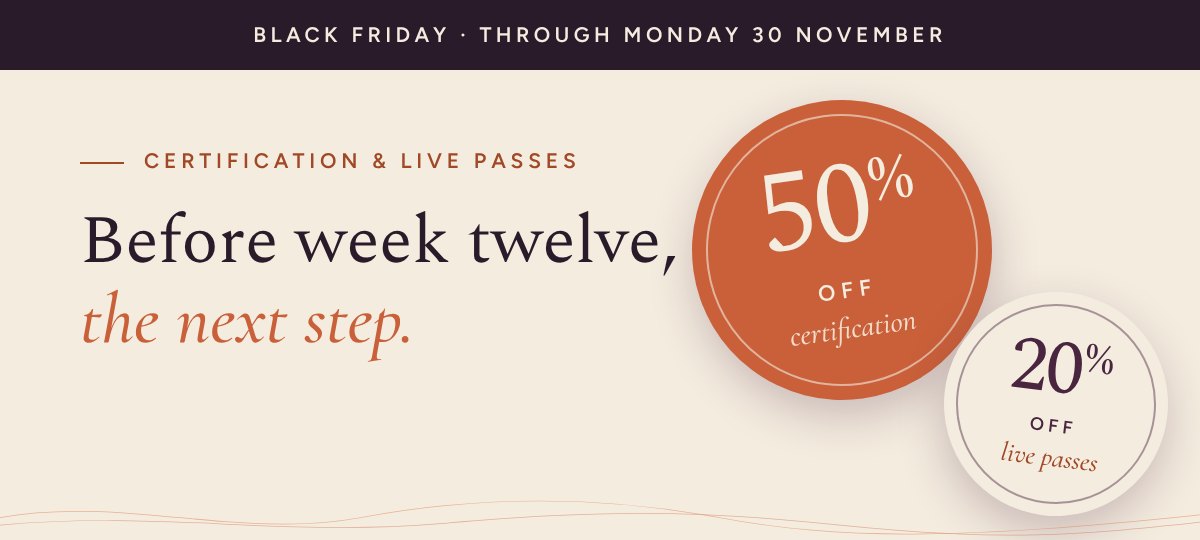 BLACK FRIDAY · THROUGH MONDAY 30 NOVEMBER
CERTIFICATION & LIVE PASSES
Before week twelve,
the next step.
50%
OFF
certification
20%
OFF
live passes